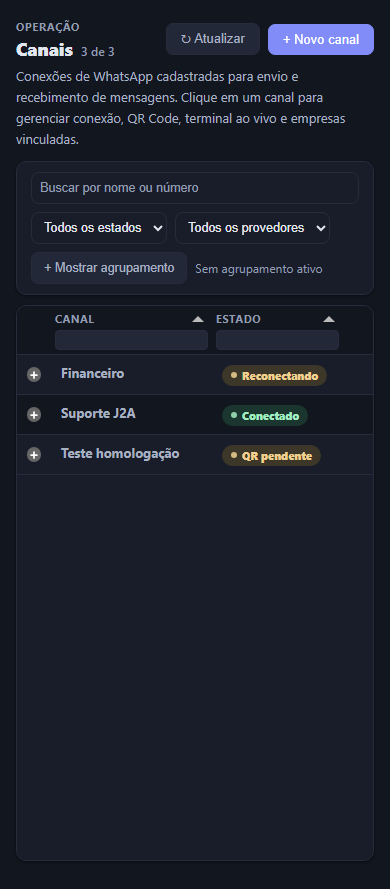 OPERAÇÃO
Canais 3 de 3
↻ Atualizar
+ Novo canal
Conexões de WhatsApp cadastradas para envio e
recebimento de mensagens. Clique em um canal para
gerenciar conexão, QR Code, terminal ao vivo e empresas
vinculadas.
Buscar por nome ou número
Todos os estados
Todos os provedores
+ Mostrar agrupamento
Sem agrupamento ativo
CANAL ESTADO
Financeiro Reconectando
Suporte J2A Conectado
Teste homologação QR pendente